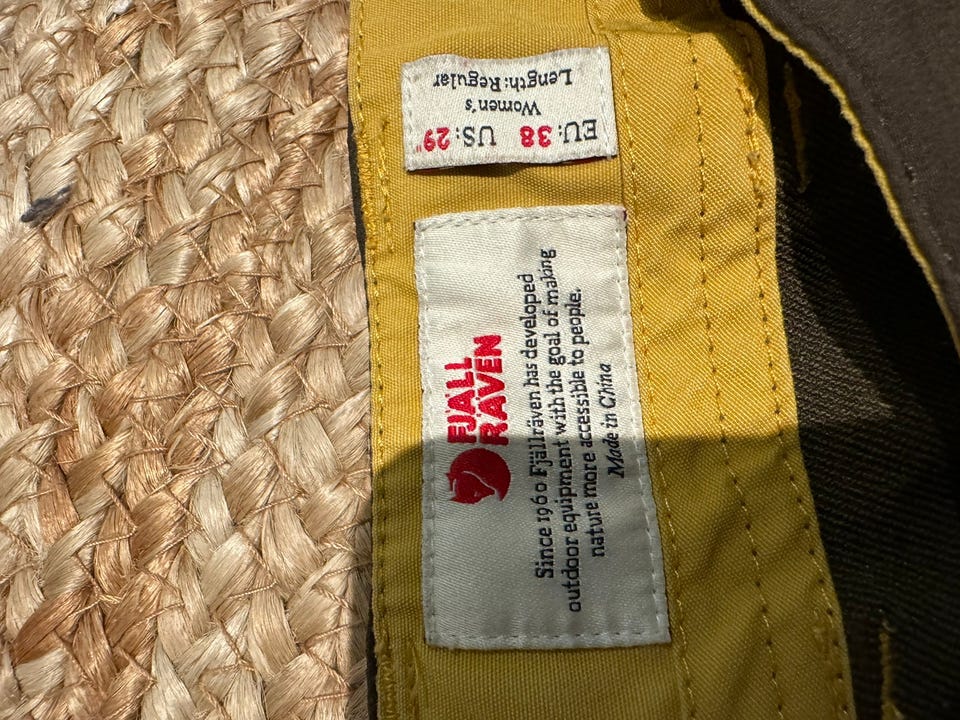 EU: 38 US: 29"
Women's
Length: Regular
FJÄLL
RÄVEN
Since 1960 Fjällräven has developed
outdoor equipment with the goal of making
nature more accessible to people.
Made in China